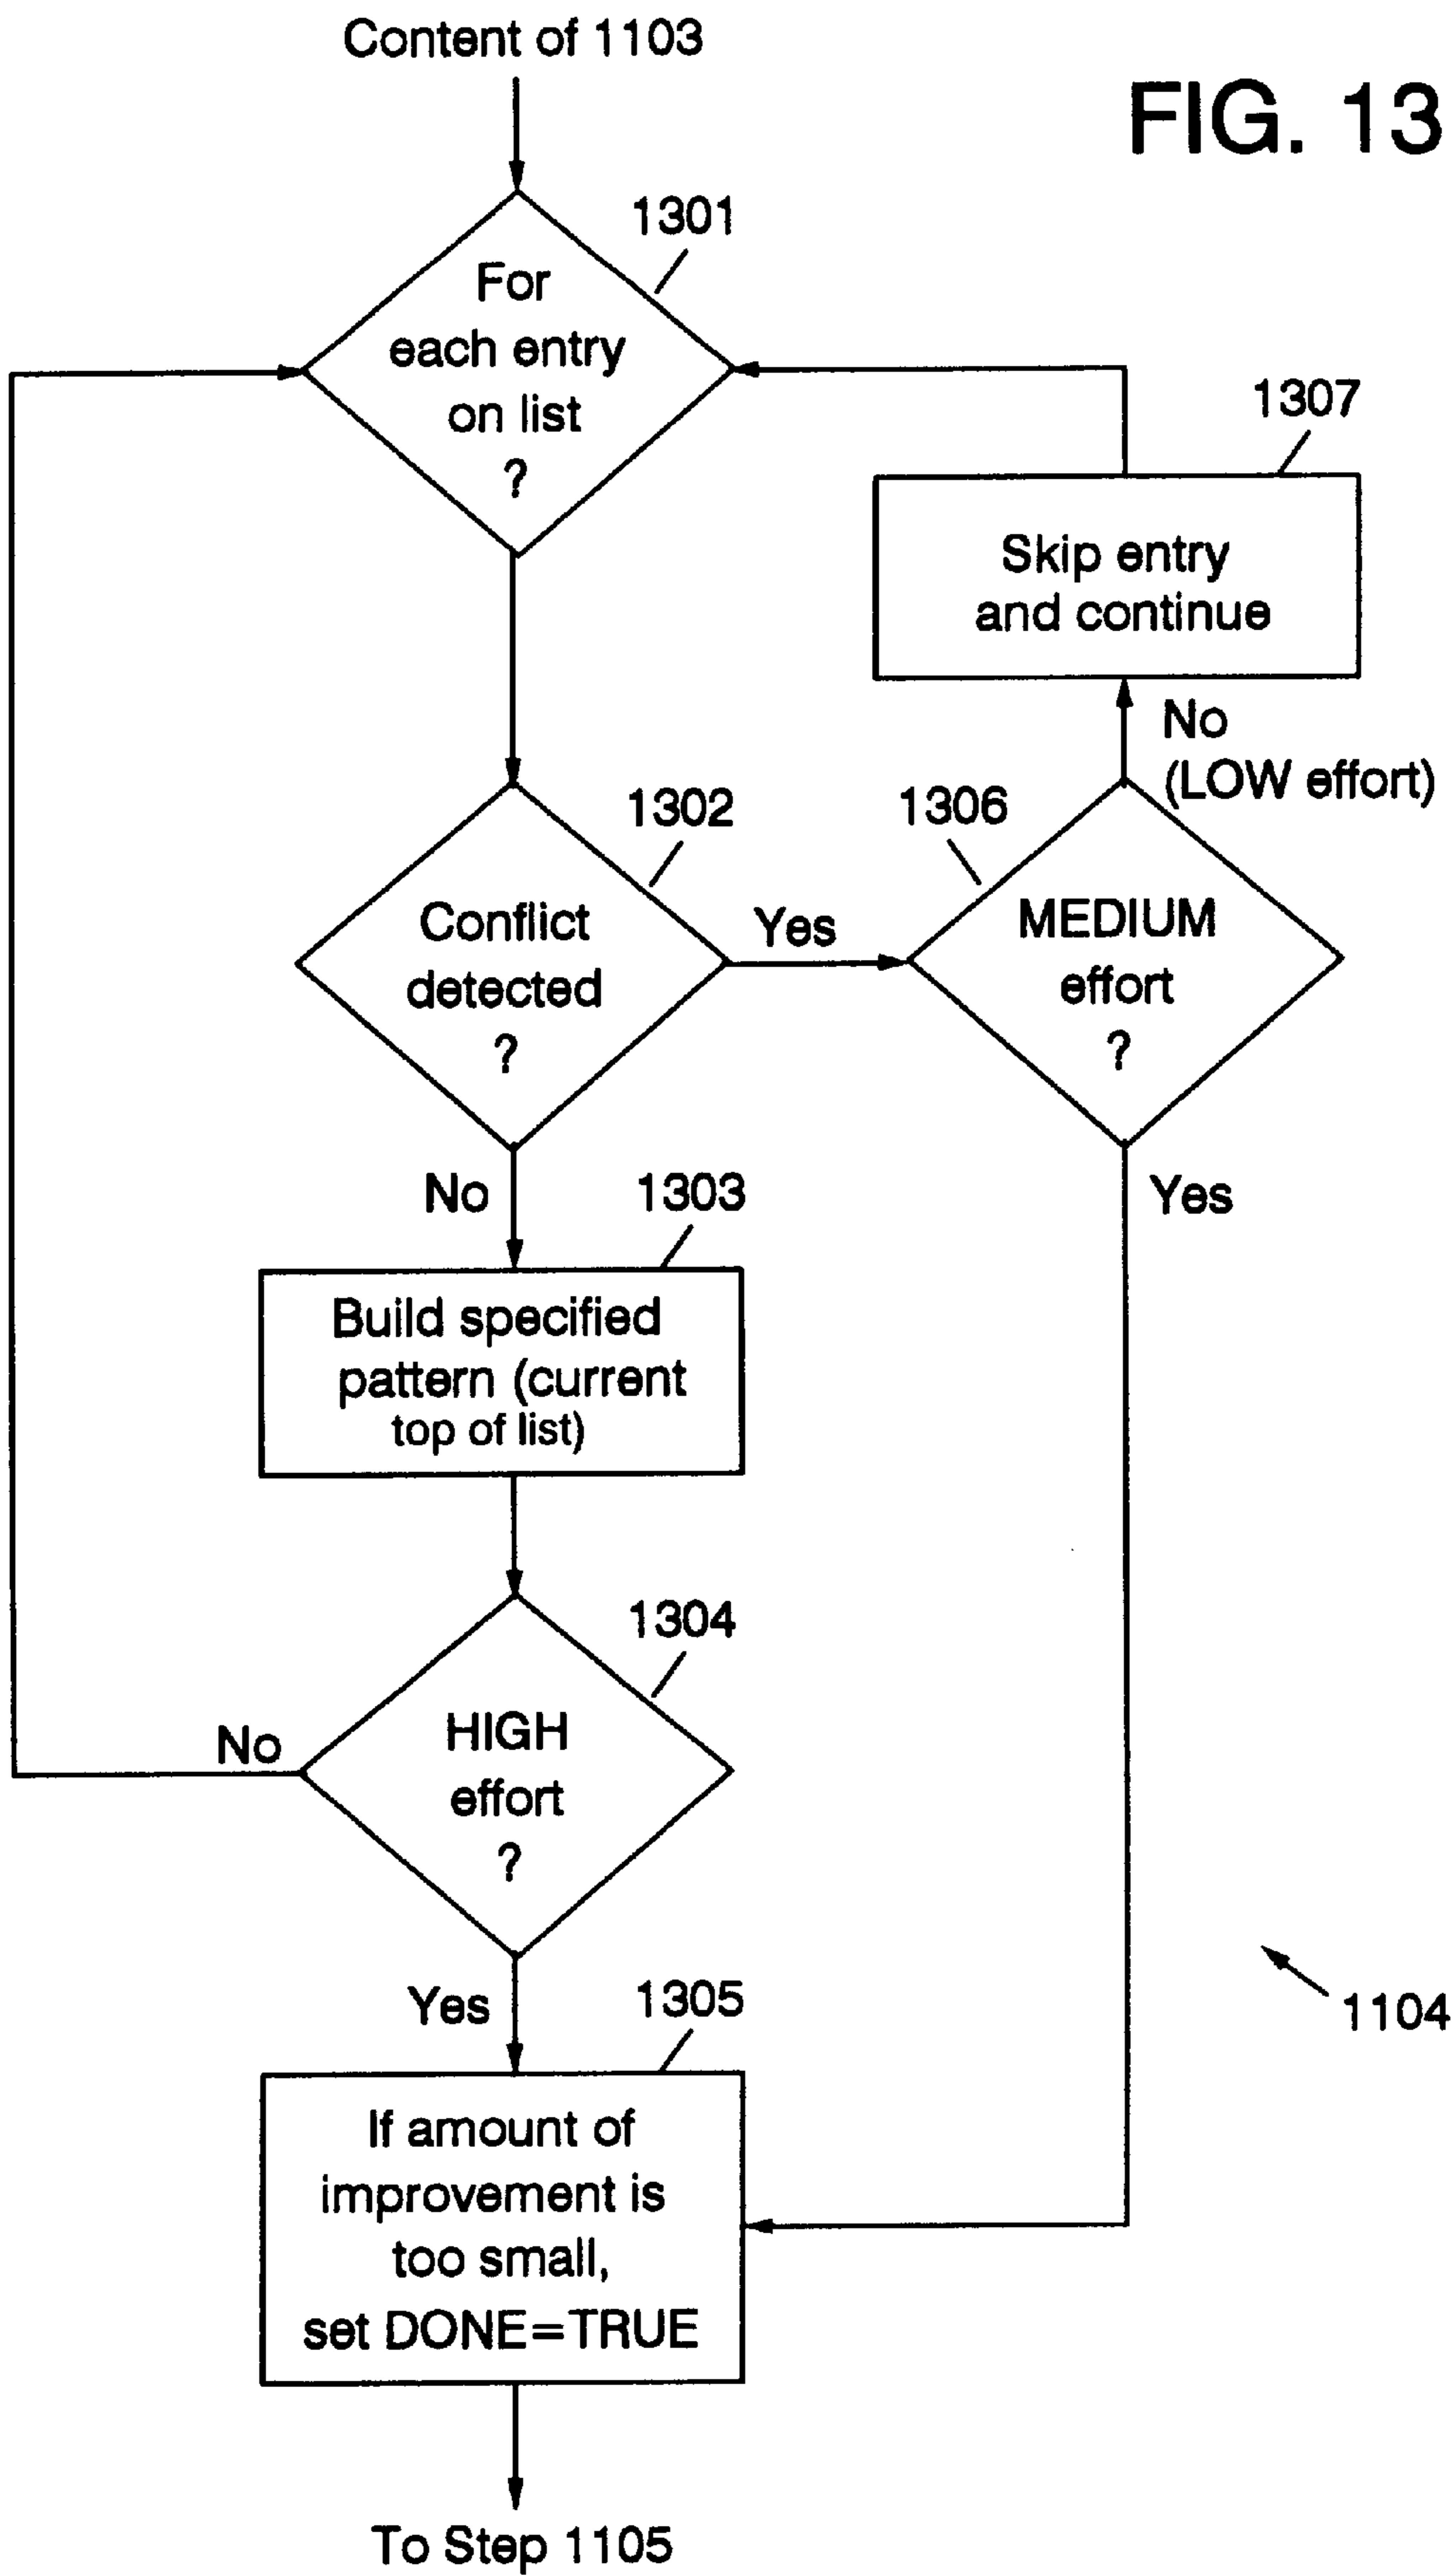 Content of 1103
FIG. 13
1301
For
each entry
on list
?
1307
Skip entry
and continue
No
(LOW effort)
1302
1306
Conflict
detected
?
Yes
MEDIUM
effort
?
No
1303
Yes
Build specified
pattern (current
top of list)
1304
HIGH
effort
?
No
Yes
1305
1104
If amount of
improvement is
too small,
set DONE=TRUE
To Step 1105